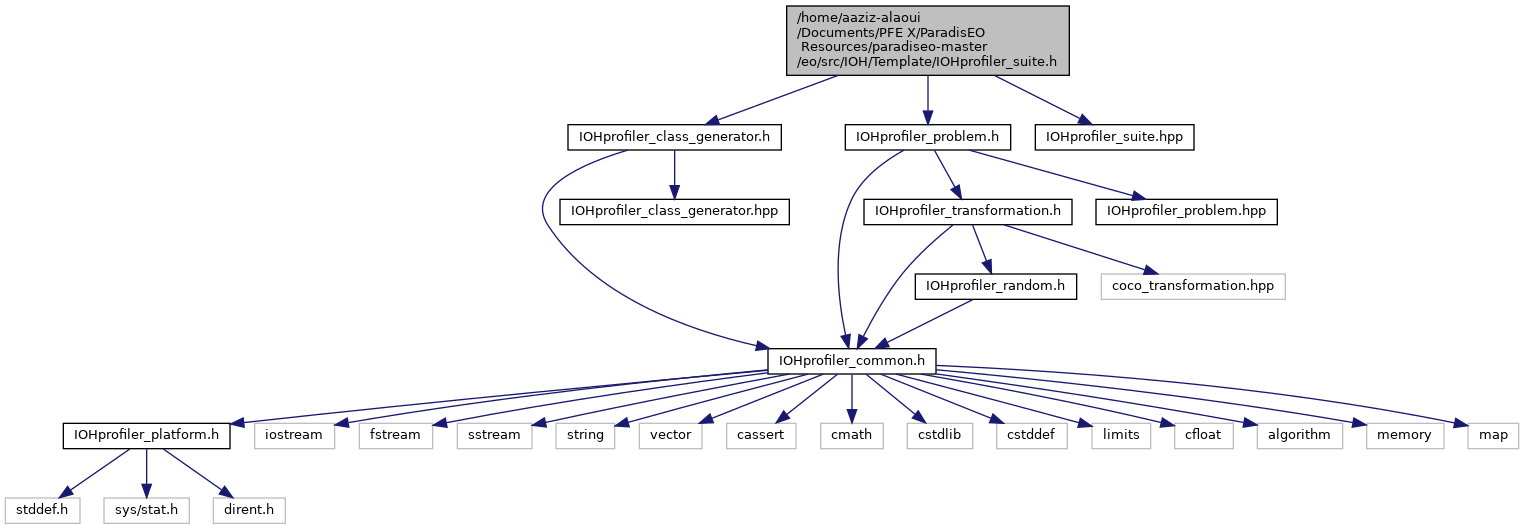 /home/aaziz-alaoui
/Documents/PFE X/ParadisEO
Resources/paradiseo-master
/eo/src/IOH/Template/IOHprofiler_suite.h
IOHprofiler_class_generator.h
IOHprofiler_problem.h
IOHprofiler_suite.hpp
IOHprofiler_class_generator.hpp
IOHprofiler_transformation.h
IOHprofiler_problem.hpp
IOHprofiler_random.h
coco_transformation.hpp
IOHprofiler_common.h
IOHprofiler_platform.h
iostream
fstream
sstream
string
vector
cassert
cmath
cstdlib
cstddef
limits
cfloat
algorithm
memory
map
stddef.h
sys/stat.h
dirent.h